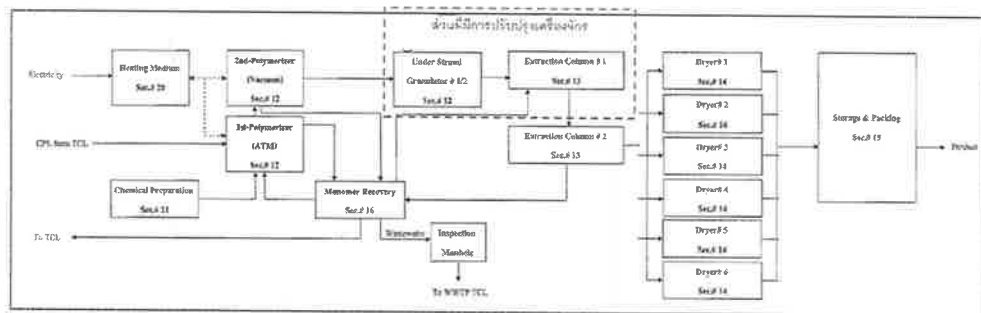 ส่วนที่มีการปรับปรุงเครื่องจักร
Electricity
Heating Medium
Sec.# 20
2nd-Polymerizer
(Vacuum)
Sec.# 12
Under Strand
Granulator # 1/2
Sec.# 12
Extraction Column # 1
Sec.# 13
Dryer# 1
Sec.# 14
Dryer# 2
Sec.# 14
Dryer# 3
Sec.# 14
Dryer# 4
Sec.# 14
Dryer# 5
Sec.# 14
Dryer# 6
Sec.# 14
Storage & Packing
Sec.# 15
Product
CPL from TCL
1st-Polymerizer
(ATM)
Sec.# 12
Extraction Column # 2
Sec.# 13
Chemical Preparation
Sec.# 11
Monomer Recovery
Sec.# 16
To TCL
Wastewater
Inspection
Manhole
To WWTP TCL